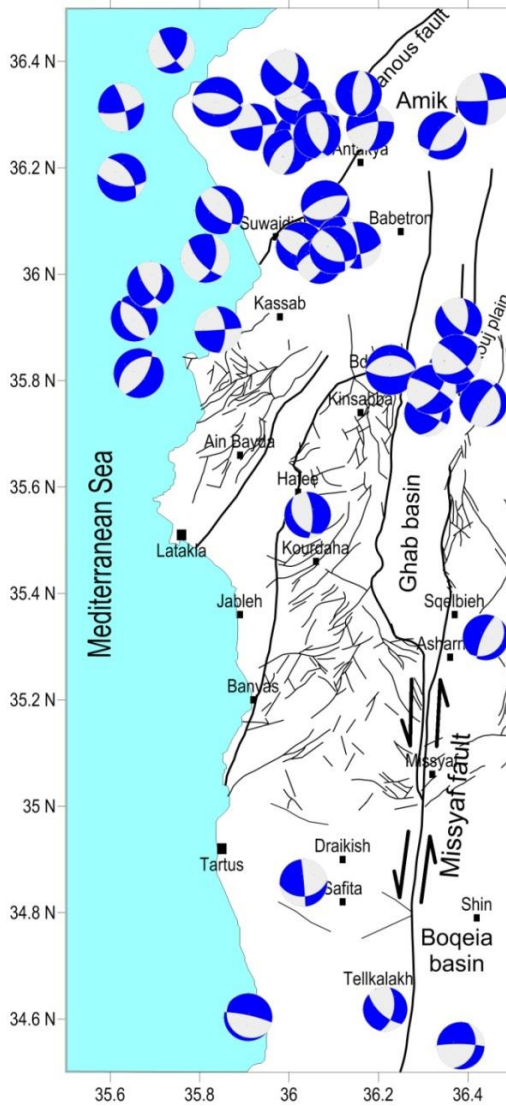 36.4 N
anous fault
Amik
36.2 N
Antakya
Suwaidia
Babetron
36 N
Kassab
ouj plain
35.8 N
Bd
Kinsabba
Ain Bayda
35.6 N
Hafee
Mediterranean Sea
Ghab basin
Latakia
Kourdaha
35.4 N
Jableh
Sqelbieh
Asharn
35.2 N
Banyas
Missyaf
Missyaf fault
35 N
Draikish
Tartus
Safita
34.8 N
Shin
Boqeia
basin
Tellkalakh
34.6 N
35.6
35.8
36
36.2
36.4